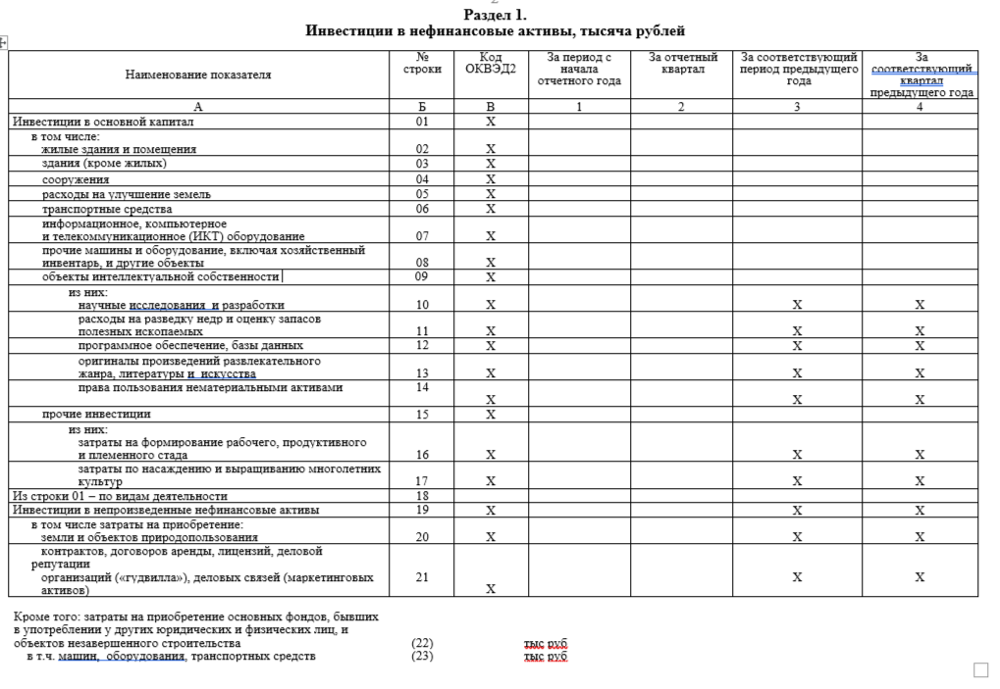 2
Раздел 1.
Инвестиции в нефинансовые активы, тысяча рублей
Наименование показателя
№
строки
Код
ОКВЭД2
За период с
начала
отчетного года
За отчетный
квартал
За соответствующий
период предыдущего
года
За
соответствующий
квартал
предыдущего года
А Б В 1 2 3 4
Инвестиции в основной капитал 01 Х
в том числе:
жилые здания и помещения 02 Х
здания (кроме жилых) 03 Х
сооружения 04 Х
расходы на улучшение земель 05 Х
транспортные средства 06 Х
информационное, компьютерное
и телекоммуникационное (ИКТ) оборудование 07 Х
прочие машины и оборудование, включая хозяйственный
инвентарь, и другие объекты 08 Х
объекты интеллектуальной собственности 09 Х
из них:
научные исследования и разработки 10 Х Х Х
расходы на разведку недр и оценку запасов
полезных ископаемых 11 Х Х Х
программное обеспечение, базы данных 12 Х Х Х
оригиналы произведений развлекательного
жанра, литературы и искусства 13 Х Х Х
права пользования нематериальными активами 14
Х Х Х
прочие инвестиции 15 Х
из них:
затраты на формирование рабочего, продуктивного
и племенного стада 16 Х Х Х
затраты по насаждению и выращиванию многолетних
культур 17 Х Х Х
Из строки 01 – по видам деятельности 18
Инвестиции в непроизведенные нефинансовые активы 19 Х Х Х
в том числе затраты на приобретение:
земли и объектов природопользования 20 Х Х Х
контрактов, договоров аренды, лицензий, деловой
репутации
организаций («гудвилла»), деловых связей (маркетинговых 21 Х Х
активов) Х
Кроме того: затраты на приобретение основных фондов, бывших
в употреблении у других юридических и физических лиц, и
объектов незавершенного строительства (22) тыс руб
в т.ч. машин, оборудования, транспортных средств (23) тыс руб